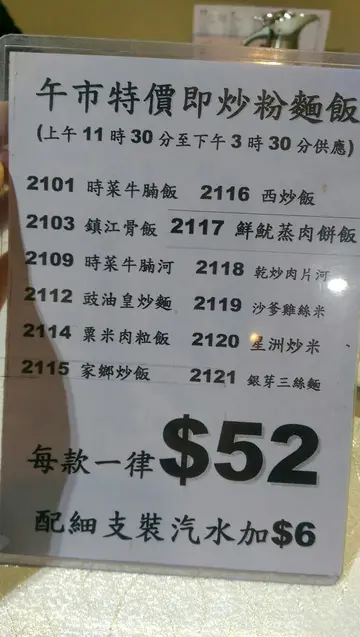 午市特價即炒粉麵飯
(上午11時30分至下午3時30分供應)
2101 時菜牛腩飯 2116 西炒飯
2103 鎮江骨飯 2117 鮮魷蒸肉餅飯
2109 時菜牛腩河 2118 乾炒肉片河
2112 豉油皇炒麵 2119 沙爹雞絲米
2114 粟米肉粒飯 2120 星洲炒米
2115 家鄉炒飯 2121 銀芽三絲麵
每款一律$52
配細支裝汽水加$6